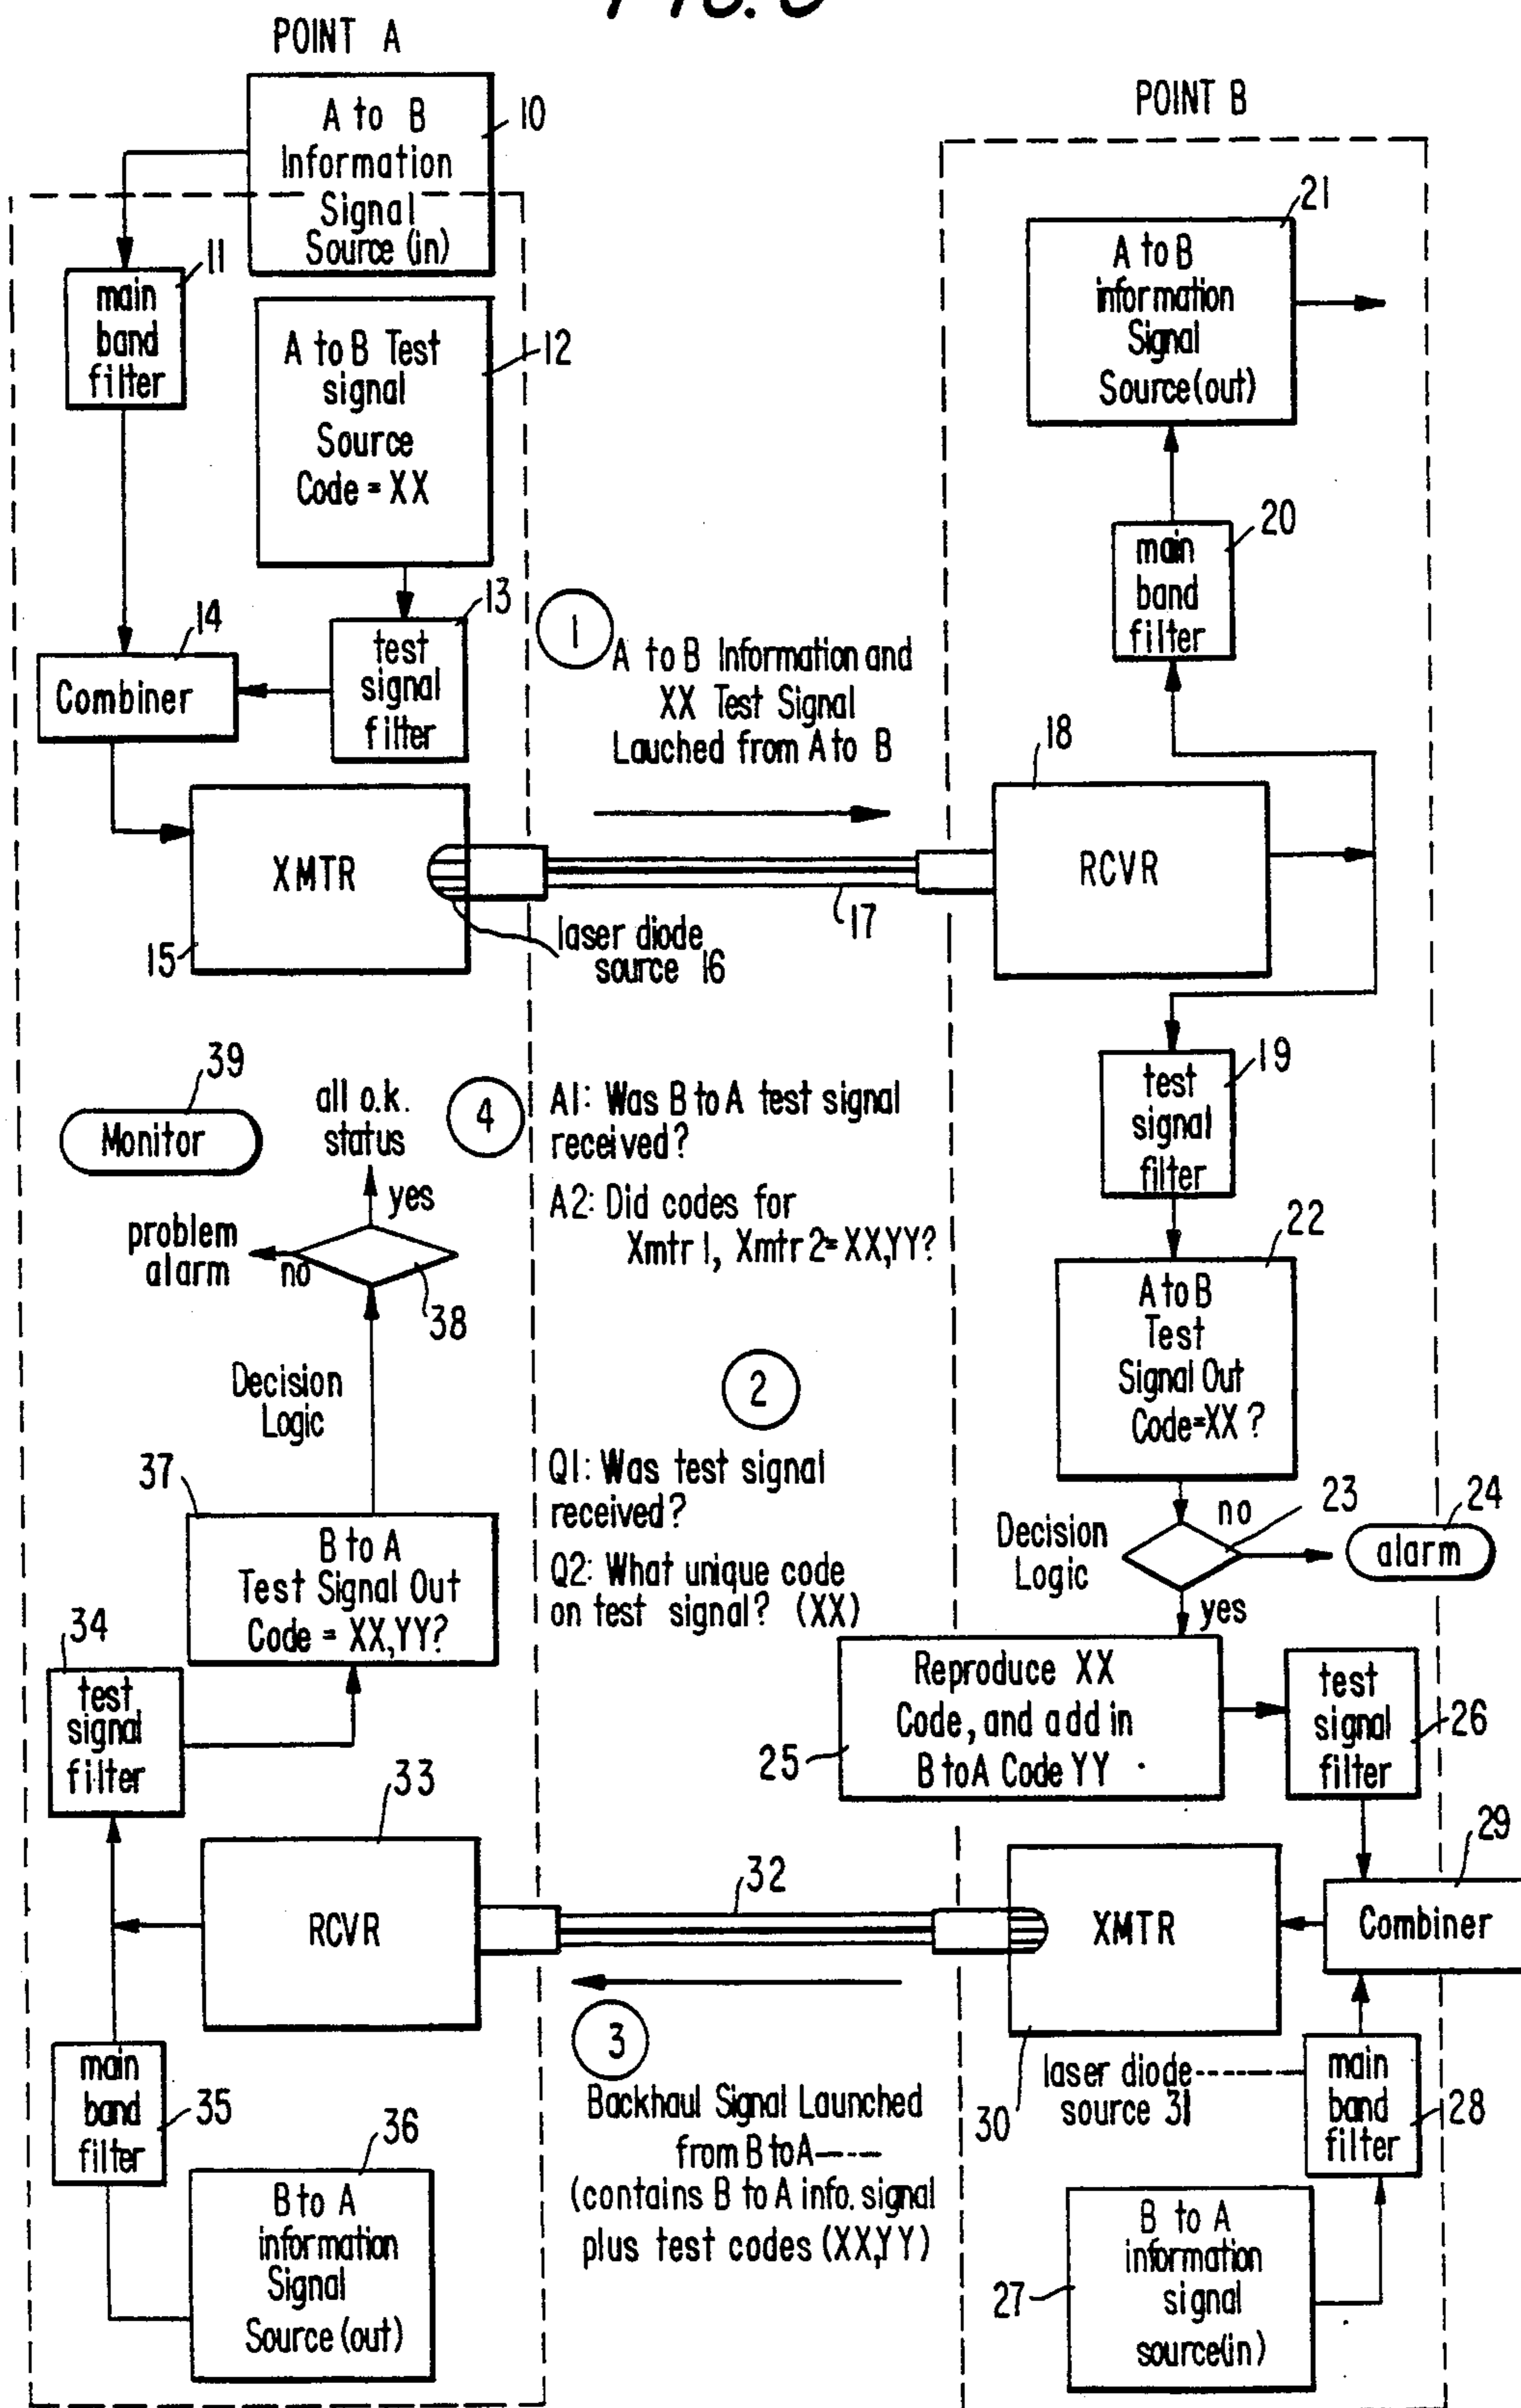 POINT A
A to B
Information
Signal
Source (in)
10
main
band
filter
11
A to B Test
signal
Source
Code = XX
12
test
signal
filter
13
Combiner
14
XMTR
15
laser diode
source 16
1
A to B Information and
XX Test Signal
Lauched from A to B
17
POINT B
A to B
information
Signal
Source (out)
21
main
band
filter
20
RCVR
18
test
signal
filter
19
A to B
Test
Signal Out
Code=XX ?
22
Decision
Logic
no
23
alarm
24
yes
Reproduce XX
Code, and add in
B to A Code YY
25
test
signal
filter
26
Combiner
29
XMTR
30
laser diode
source 31
main
band
filter
28
B to A
information
signal
source(in)
27
32
2
Q1: Was test signal
received?
Q2: What unique code
on test signal? (XX)
3
Backhaul Signal Launched
from B to A----
(contains B to A info. signal
plus test codes (XX,YY)
4
A1: Was B to A test signal
received?
A2: Did codes for
Xmtr 1, Xmtr 2=XX,YY?
39
Monitor
all o.k.
status
yes
problem
alarm
no
38
Decision
Logic
37
B to A
Test Signal Out
Code = XX,YY?
34
test
signal
filter
33
RCVR
main
band
filter
35
36
B to A
information
Signal
Source (out)